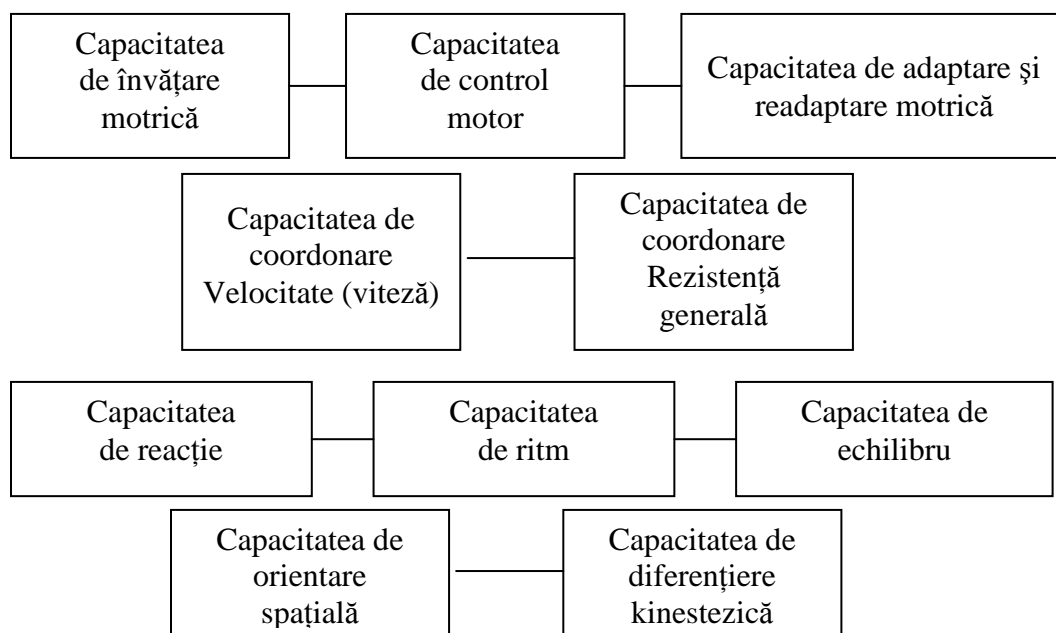 Capacitatea
de învățare
motrică
Capacitatea
de control
motor
Capacitatea de adaptare şi
readaptare motrică
Capacitatea de
coordonare
Velocitate (viteză)
Capacitatea de
coordonare
Rezistență
generală
Capacitatea
de reacție
Capacitatea
de ritm
Capacitatea de
echilibru
Capacitatea de
orientare
spațială
Capacitatea de
diferențiere
kinestezică